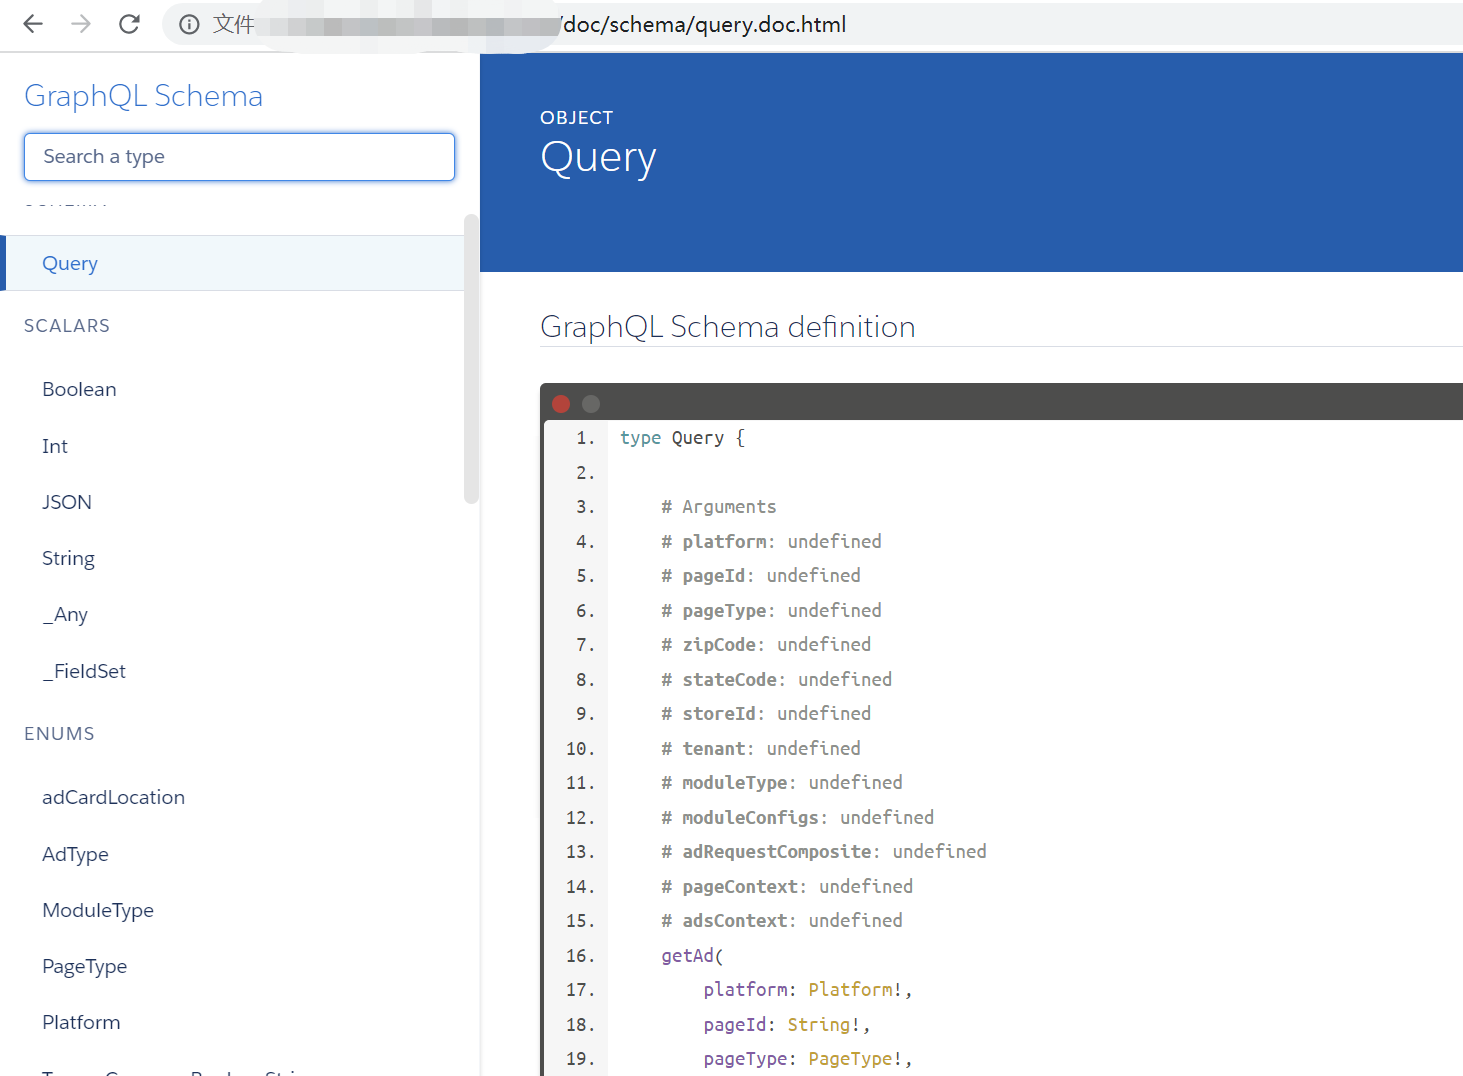 文件 /doc/schema/query.doc.html
GraphQL Schema
Search a type
Query
SCALARS
Boolean
Int
JSON
String
_Any
_FieldSet
ENUMS
adCardLocation
AdType
ModuleType
PageType
Platform
OBJECT
Query
GraphQL Schema definition
1. type Query {
2.
3. # Arguments
4. # platform: undefined
5. # pageId: undefined
6. # pageType: undefined
7. # zipCode: undefined
8. # stateCode: undefined
9. # storeId: undefined
10. # tenant: undefined
11. # moduleType: undefined
12. # moduleConfigs: undefined
13. # adRequestComposite: undefined
14. # pageContext: undefined
15. # adsContext: undefined
16. getAd(
17. platform: Platform!,
18. pageId: String!,
19. pageType: PageType!,